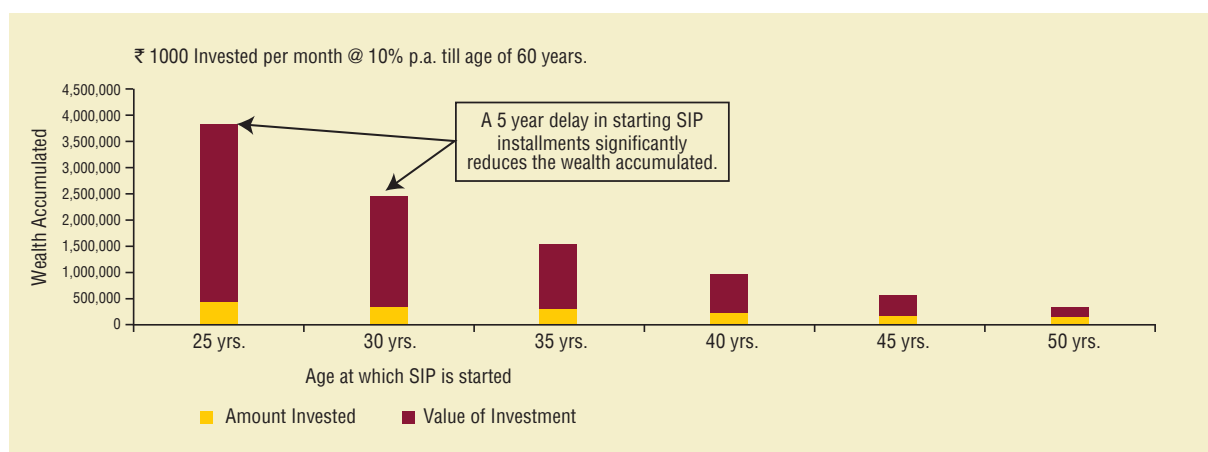 ₹ 1000 Invested per month @ 10% p.a. till age of 60 years.
4,500,000
4,000,000
3,500,000
3,000,000
2,500,000
2,000,000
1,500,000
1,000,000
500,000
0
Wealth Accumulated
A 5 year delay in starting SIP
installments significantly
reduces the wealth accumulated.
25 yrs.
30 yrs.
35 yrs.
40 yrs.
45 yrs.
50 yrs.
Age at which SIP is started
Amount Invested
Value of Investment